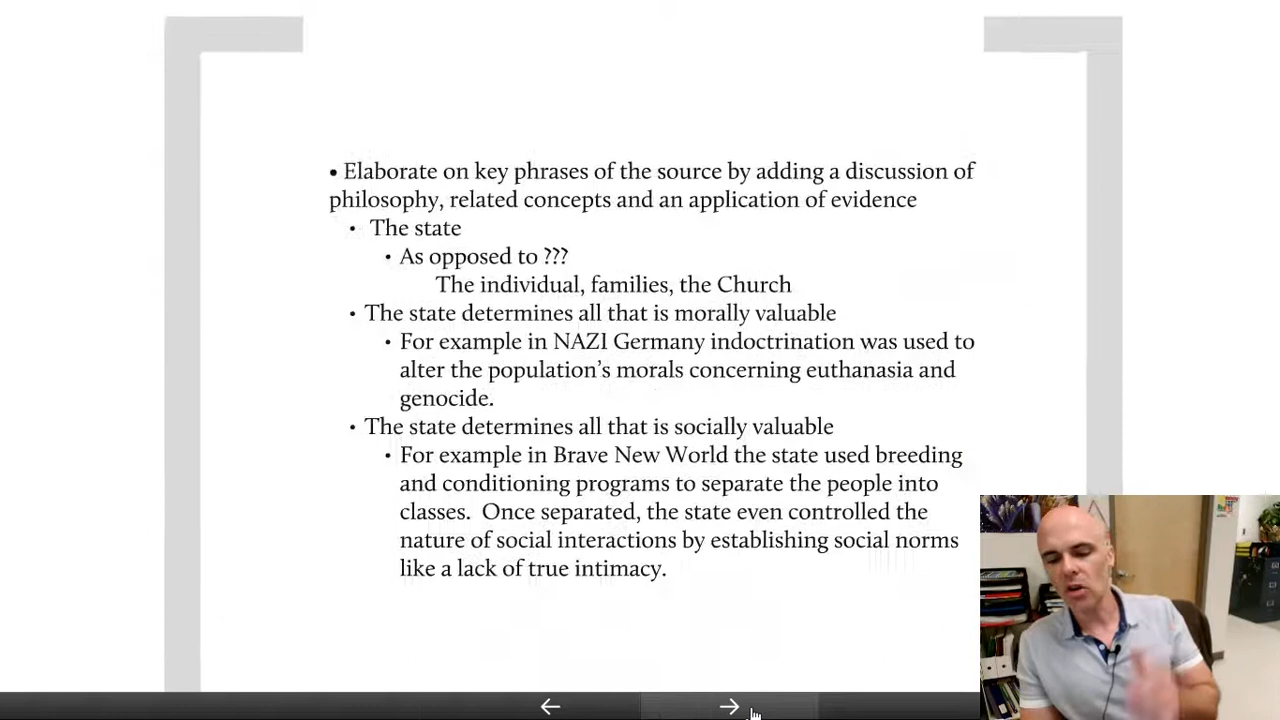 • Elaborate on key phrases of the source by adding a discussion of
philosophy, related concepts and an application of evidence
• The state
• As opposed to ???
The individual, families, the Church
• The state determines all that is morally valuable
• For example in NAZI Germany indoctrination was used to
alter the population's morals concerning euthanasia and
genocide.
• The state determines all that is socially valuable
• For example in Brave New World the state used breeding
and conditioning programs to separate the people into
classes.  Once separated, the state even controlled the
nature of social interactions by establishing social norms
like a lack of true intimacy.